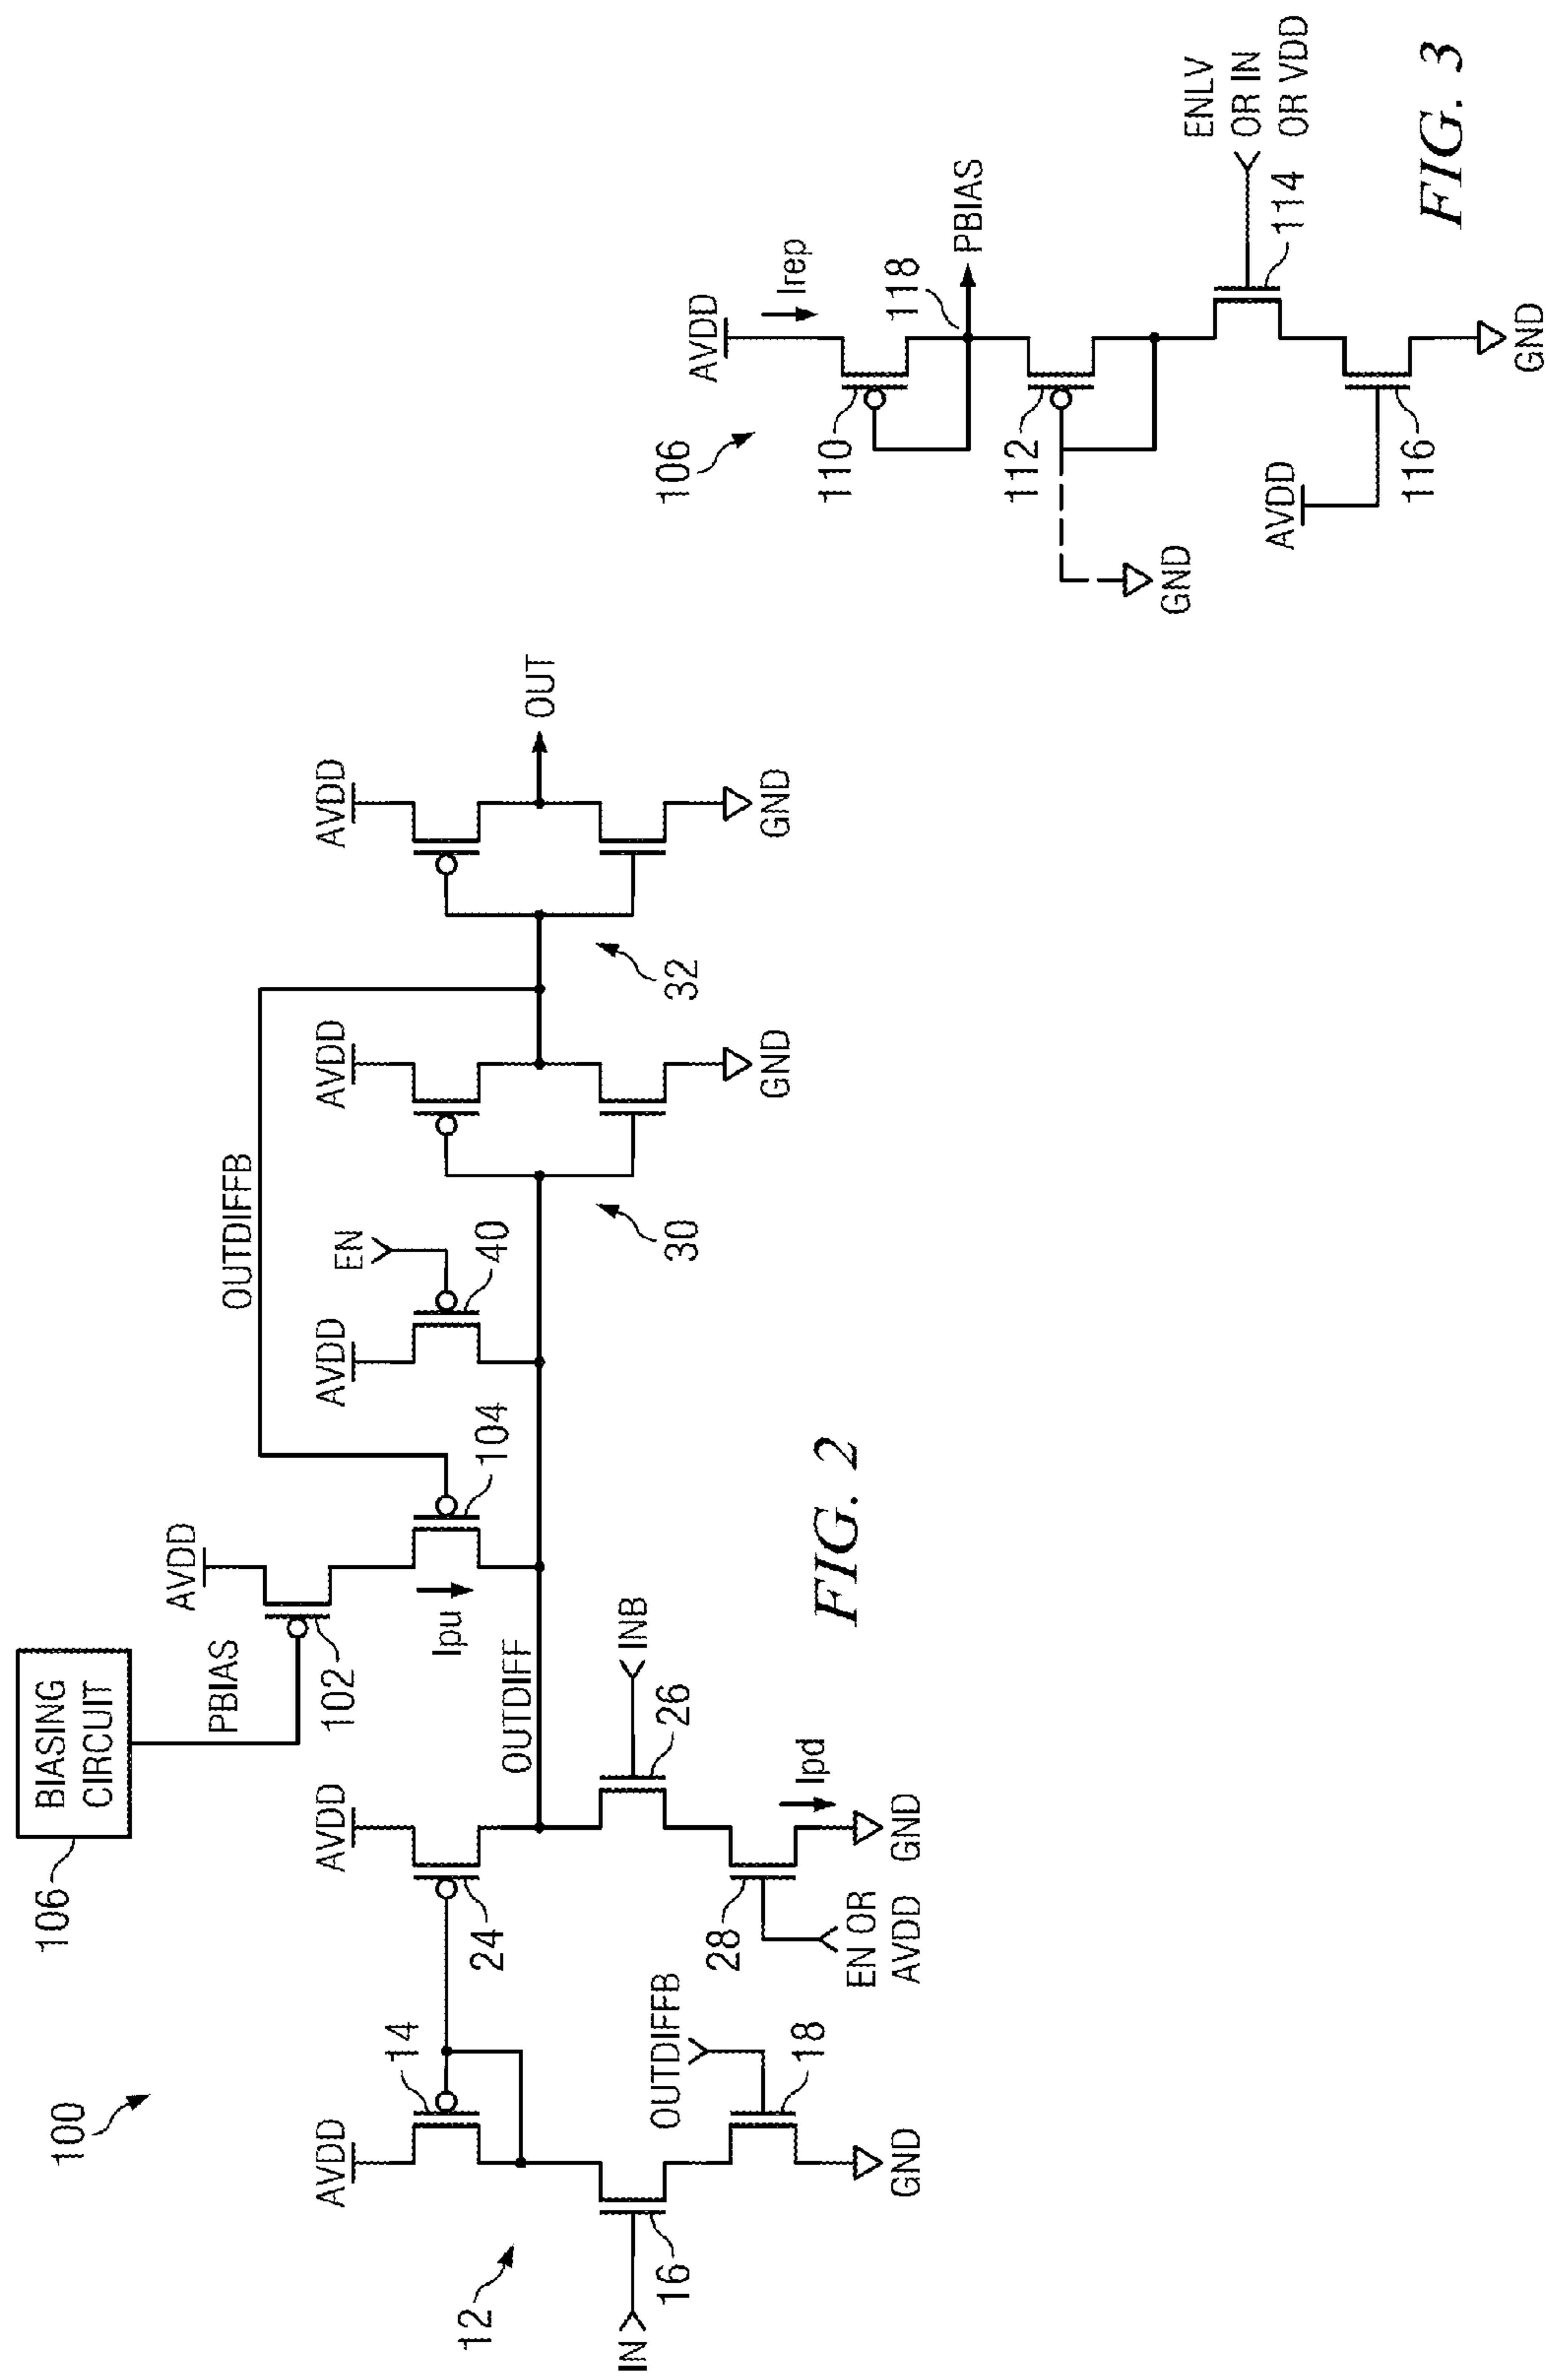 100
106
BIASING
CIRCUIT
PBIAS
AVDD
102
OUTDIFFB
AVDD
14
AVDD
24
Ipu
104
AVDD
EN
40
AVDD
AVDD
12
IN
16
OUTDIFFB
18
GND
OUTDIFF
INB
26
28
EN OR
AVDD
Ipd
GND
30
GND
32
GND
OUT
FIG. 2
106
AVDD
Irep
110
118
PBIAS
112
GND
ENLV
OR IN
OR VDD
114
AVDD
116
GND
FIG. 3